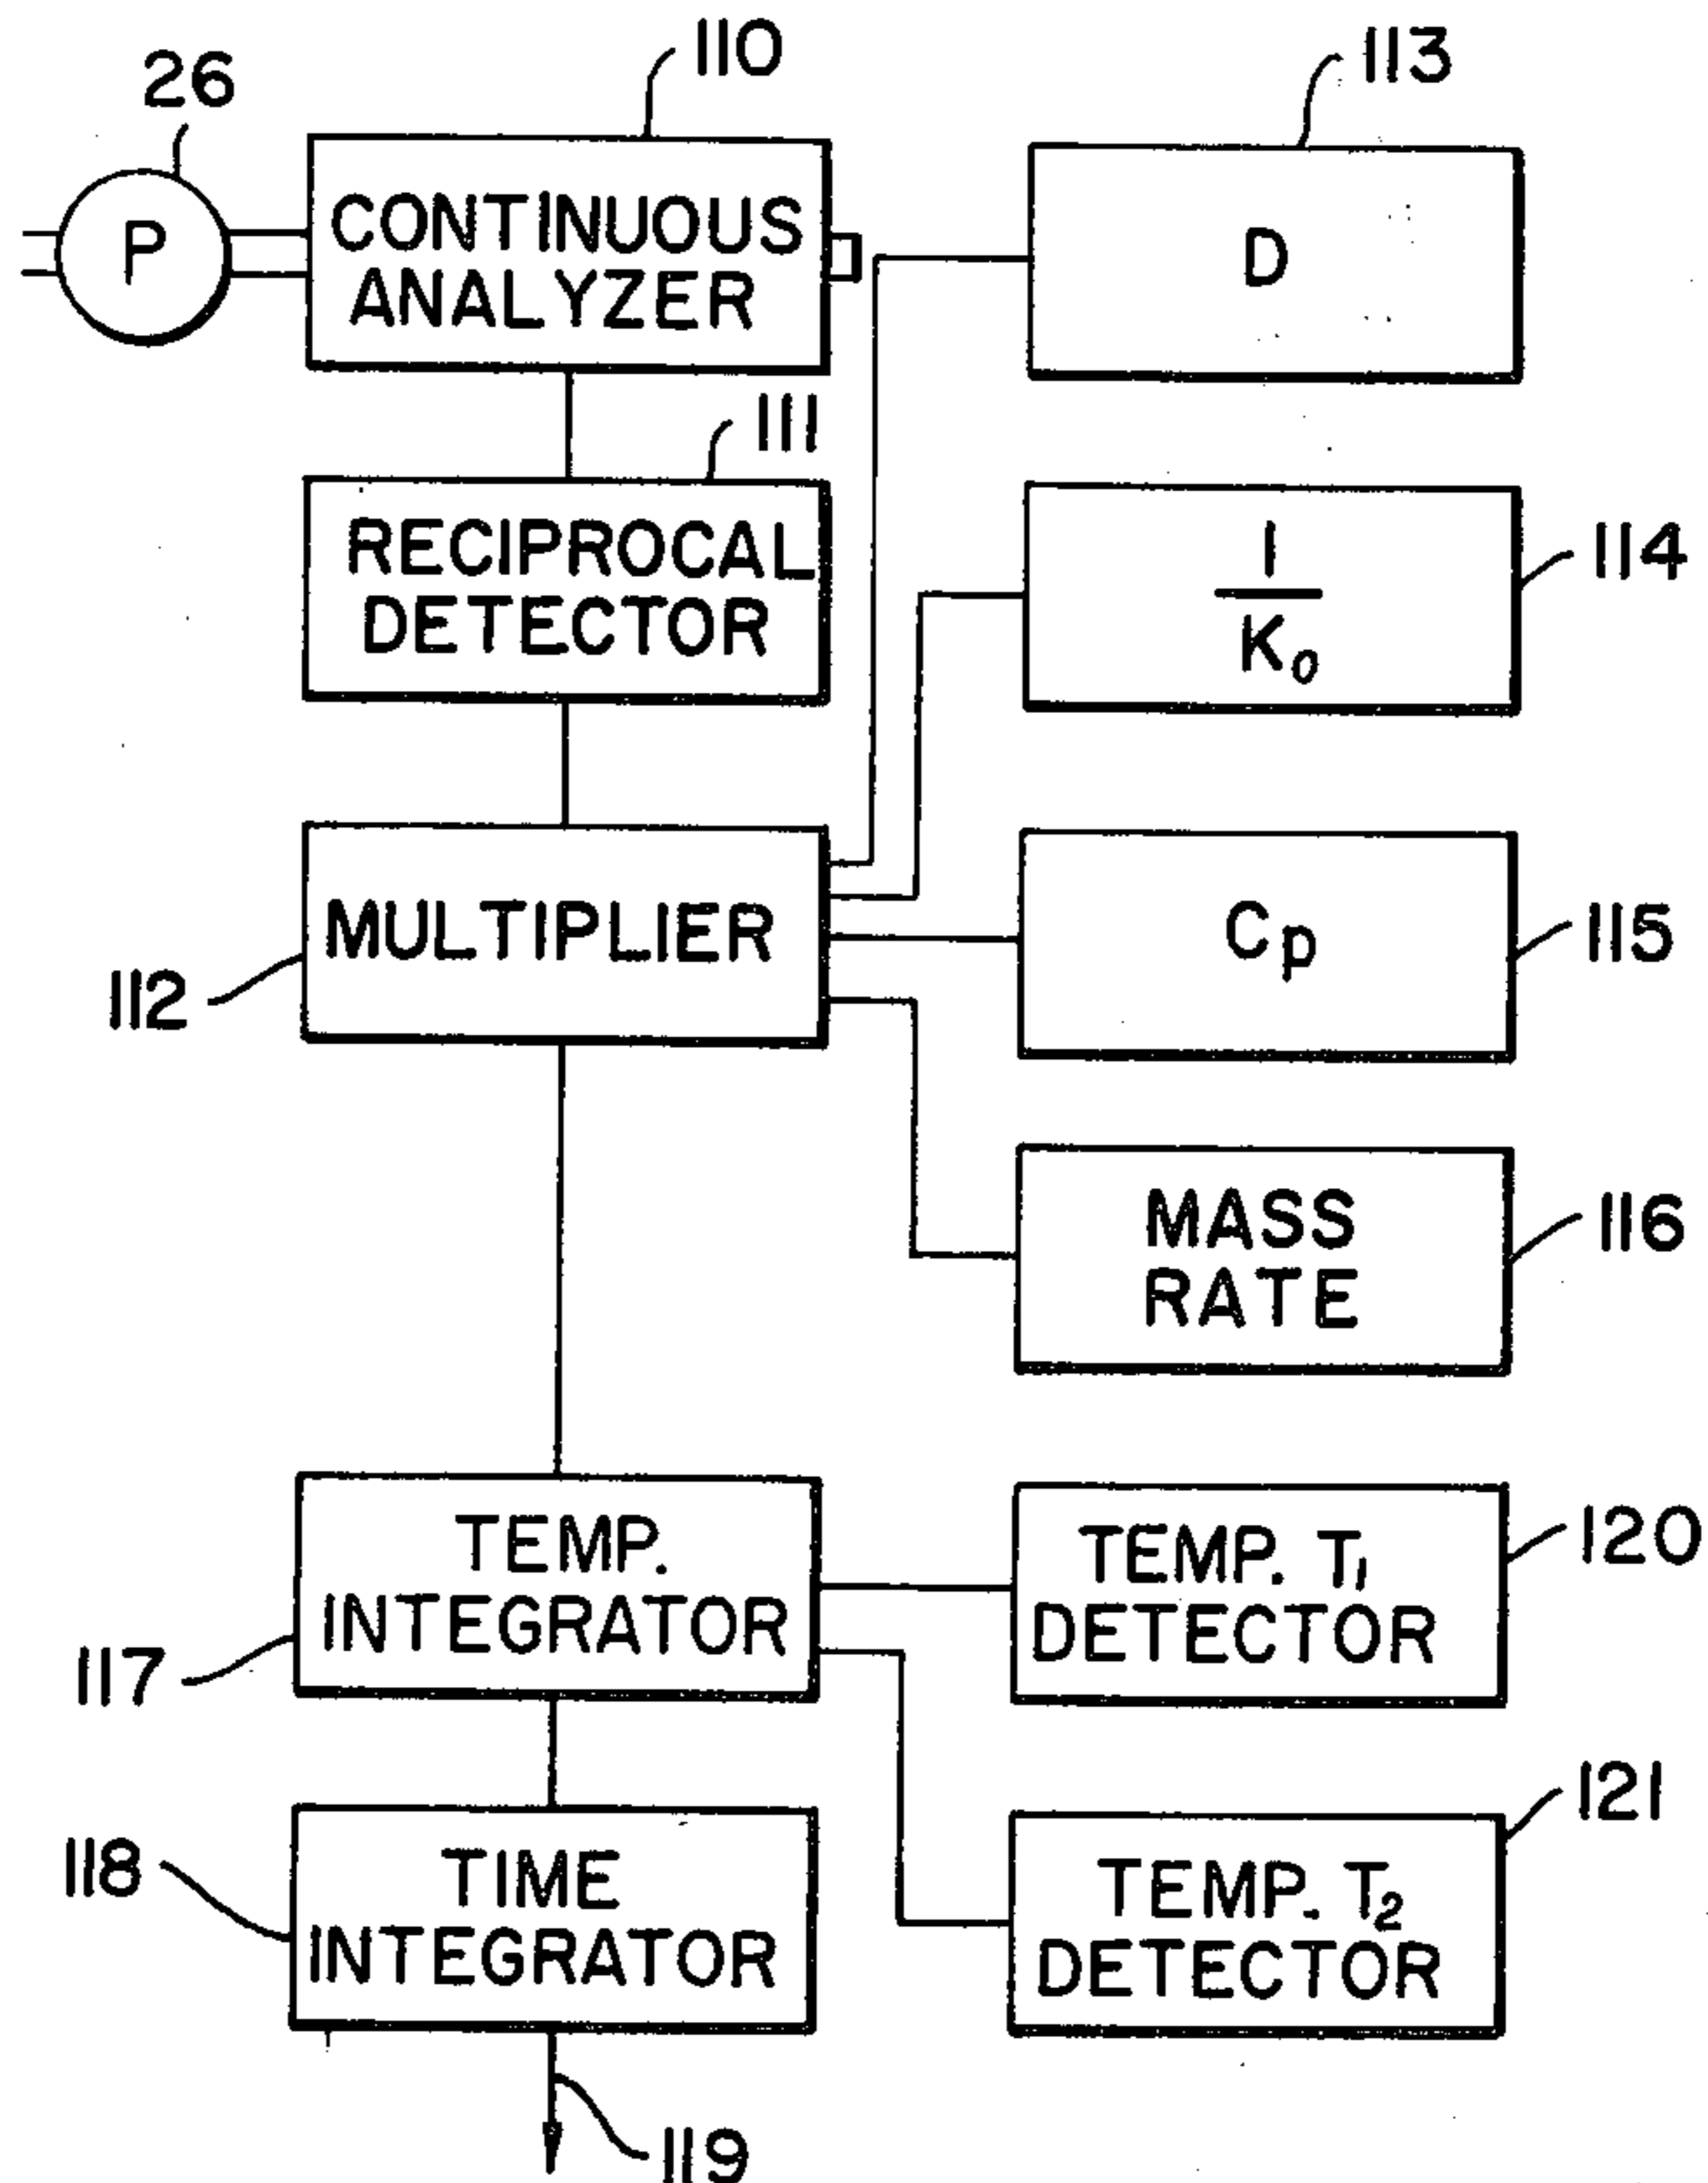 26
110
113
P
CONTINUOUS
ANALYZER
D
111
RECIPROCAL
DETECTOR
1
K₀
114
MULTIPLIER
112
Cp
115
MASS
RATE
116
TEMP.
INTEGRATOR
117
TEMP. T₁
DETECTOR
120
TIME
INTEGRATOR
118
TEMP. T₂
DETECTOR
121
119